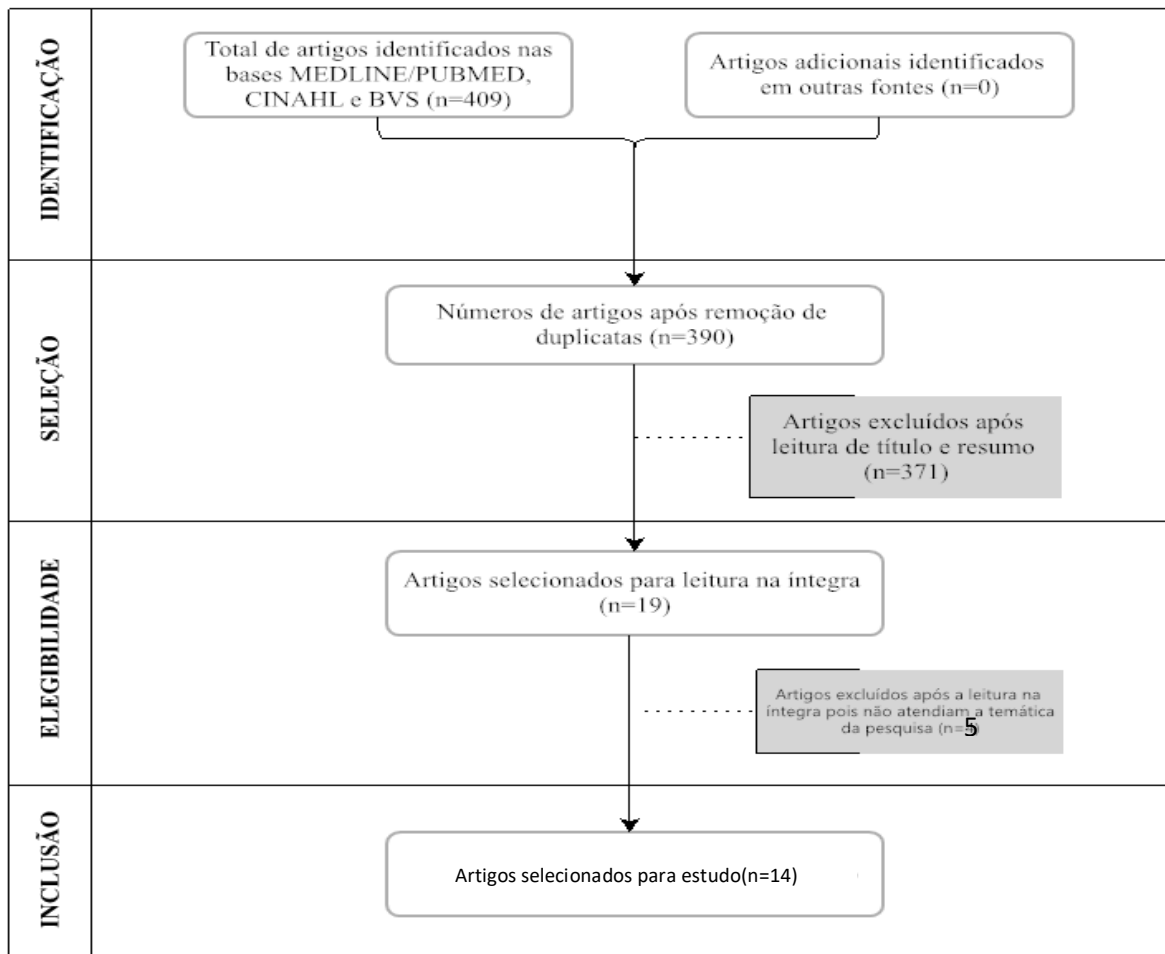 IDENTIFICAÇÃO
Total de artigos identificados nas
bases MEDLINE/PUBMED,
CINAHL e BVS (n=409)
Artigos adicionais identificados
em outras fontes (n=0)
SELEÇÃO
Números de artigos após remoção de
duplicatas (n=390)
Artigos excluídos após
leitura de título e resumo
(n=371)
ELEGIBILIDADE
Artigos selecionados para leitura na íntegra
(n=19)
Artigos excluídos após a leitura na
íntegra pois não atendiam a temática
da pesquisa (n=5)
INCLUSÃO
Artigos selecionados para estudo(n=14)